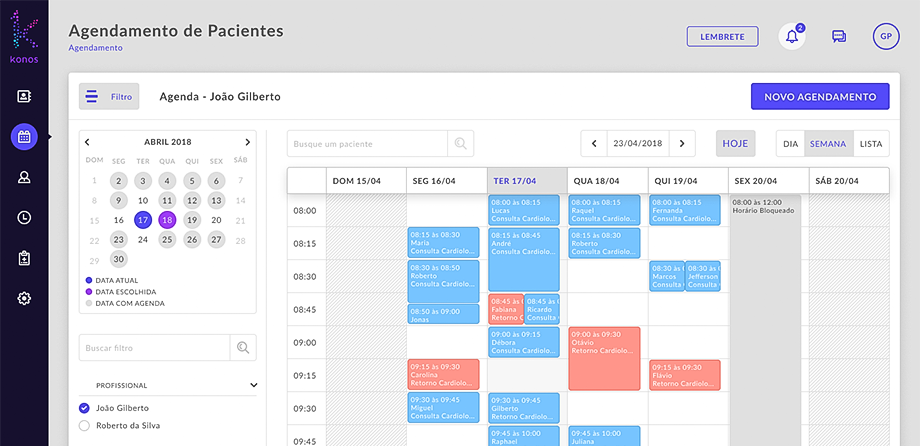 konos
Agendamento de Pacientes
Agendamento
LEMBRETE
2
GP
Filtro
Agenda - João Gilberto
NOVO AGENDAMENTO
ABRIL 2018
DOM SEG TER QUA QUI SEX SÁB
1 2 3 4 5 6 7
8 9 10 11 12 13 14
15 16 17 18 19 20 21
22 23 24 25 26 27 28
29 30
DATA ATUAL
DATA ESCOLHIDA
DATA COM AGENDA
Buscar filtro
PROFISSIONAL
João Gilberto
Roberto da Silva
Busque um paciente
23/04/2018
HOJE
DIA SEMANA LISTA
DOM 15/04 SEG 16/04 TER 17/04 QUA 18/04 QUI 19/04 SEX 20/04 SÁB 20/04
08:00
08:00 às 08:15
Lucas
Consulta Cardiolo...
08:00 às 08:15
Raquel
Consulta Cardiolo...
08:00 às 08:15
Fernanda
Consulta Cardiolo...
08:00 às 12:00
Horário Bloqueado
08:15
08:15 às 08:30
Maria
Consulta Cardiolo...
08:15 às 08:45
André
Consulta Cardiolo...
08:15 às 08:30
Roberto
Consulta Cardiolo...
08:30
08:30 às 08:50
Roberto
Consulta Cardiolo...
08:30 às
Marcos
Consulta
08:30 às
Jefferson
Consulta
08:45
08:50 às 09:00
Jonas
08:45 às
Fabiana
Retorno
08:45 às
Ricardo
Consulta
09:00
09:00 às 09:15
Débora
Consulta Cardiolo...
09:00 às 09:30
Otávio
Retorno Cardiolo...
09:15
09:15 às 09:30
Carolina
Retorno Cardiolo...
09:15 às 09:30
Flávio
Retorno Cardiolo...
09:30
09:30 às 09:45
Miguel
Consulta Cardiolo...
09:30 às 09:45
Gilberto
Retorno Cardiolo...
09:45
09:45 às 10:00
Raphael
09:45 às 10:00
Juliana